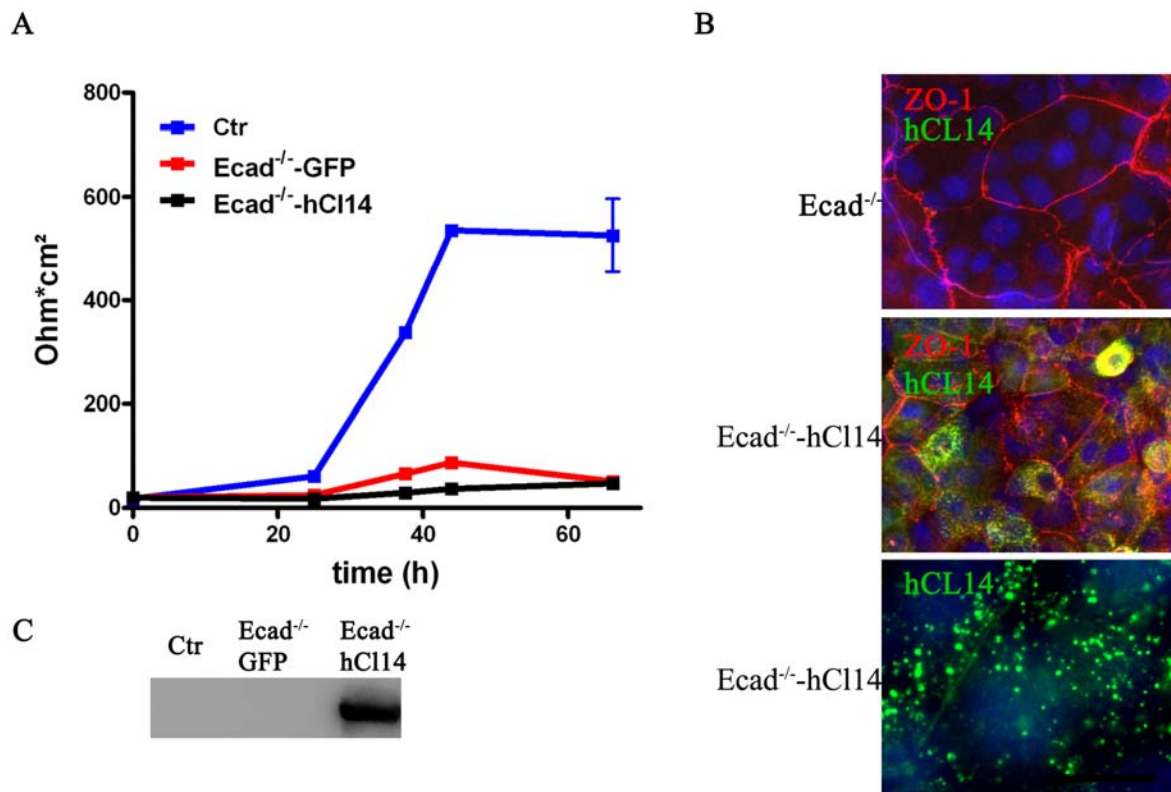 A
800
600
400
200
0
Ohm*cm²
Ctr
Ecad-/--GFP
Ecad-/--hCl14
0 20 40 60
time (h)
B
ZO-1
hCL14
Ecad-/-
ZO-1
hCL14
Ecad-/--hCl14
hCL14
Ecad-/--hCl14
C
Ctr
Ecad-/-
GFP
Ecad-/-
hCl14